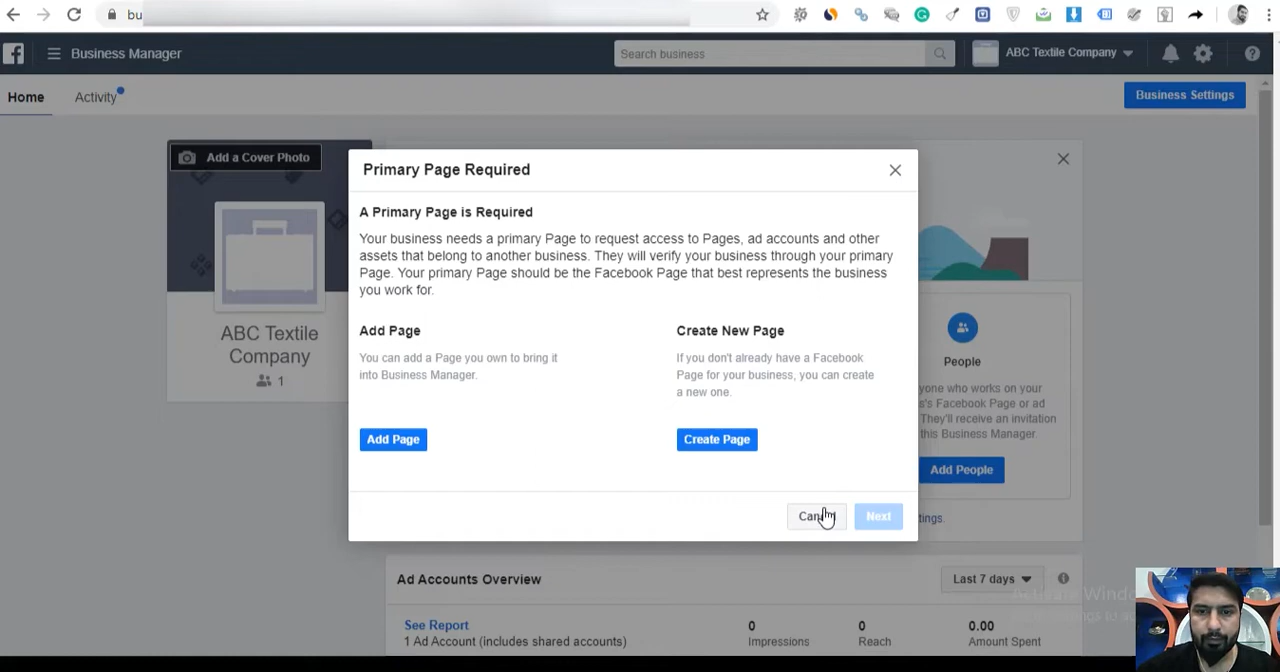 bu
f
Business Manager
Search business
ABC Textile Company
?
Home
Activity
Business Settings
Add a Cover Photo
Primary Page Required
A Primary Page is Required
Your business needs a primary Page to request access to Pages, ad accounts and other
assets that belong to another business. They will verify your business through your primary
Page. Your primary Page should be the Facebook Page that best represents the business
you work for.
ABC Textile
Company
1
Add Page
You can add a Page you own to bring it
into Business Manager.
Add Page
Create New Page
If you don't already have a Facebook
Page for your business, you can create
a new one.
Create Page
People
yone who works on your
s's Facebook Page or ad
They'll receive an invitation
this Business Manager.
Add People
Next
tings.
Ad Accounts Overview
Last 7 days
See Report
1 Ad Account (includes shared accounts)
0
Impressions
0
Reach
0.00
Amount Spent